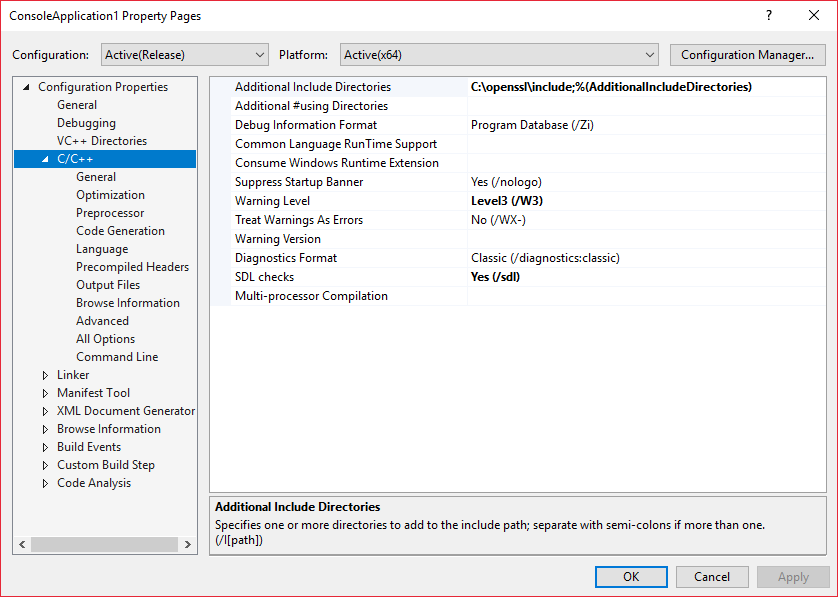 ConsoleApplication1 Property Pages
?
Configuration: Active(Release) Platform: Active(x64) Configuration Manager...
Configuration Properties
General
Debugging
VC++ Directories
C/C++
General
Optimization
Preprocessor
Code Generation
Language
Precompiled Headers
Output Files
Browse Information
Advanced
All Options
Command Line
Linker
Manifest Tool
XML Document Generator
Browse Information
Build Events
Custom Build Step
Code Analysis
Additional Include Directories C:\openssl\include;%(AdditionalIncludeDirectories)
Additional #using Directories
Debug Information Format Program Database (/Zi)
Common Language RunTime Support
Consume Windows Runtime Extension
Suppress Startup Banner Yes (/nologo)
Warning Level Level3 (/W3)
Treat Warnings As Errors No (/WX-)
Warning Version
Diagnostics Format Classic (/diagnostics:classic)
SDL checks Yes (/sdl)
Multi-processor Compilation
Additional Include Directories
Specifies one or more directories to add to the include path; separate with semi-colons if more than one.
(/I[path])
OK Cancel Apply